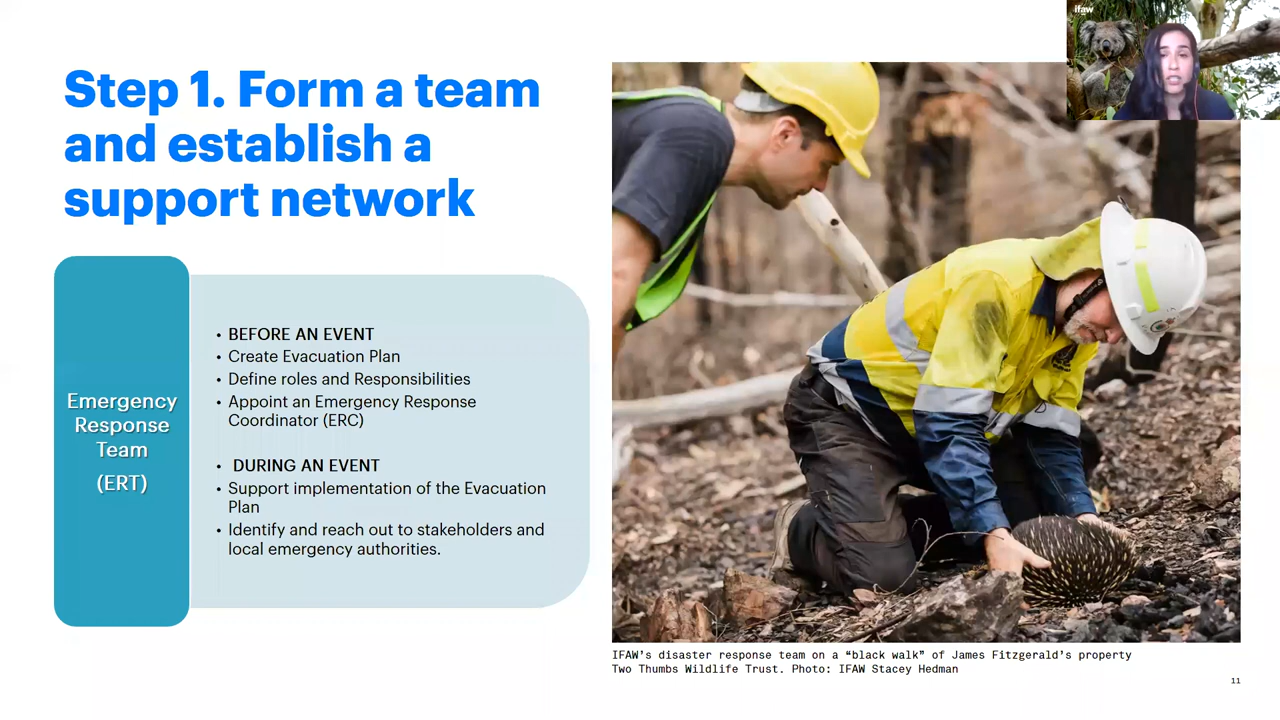 ifaw
Step 1. Form a team
and establish a
support network
Emergency
Response
Team
(ERT)
• BEFORE AN EVENT
• Create Evacuation Plan
• Define roles and Responsibilities
• Appoint an Emergency Response
Coordinator (ERC)
• DURING AN EVENT
• Support implementation of the Evacuation
Plan
• Identify and reach out to stakeholders and
local emergency authorities.
IFAW’s disaster response team on a “black walk” of James Fitzgerald’s property
Two Thumbs Wildlife Trust. Photo: IFAW Stacey Hedman
11